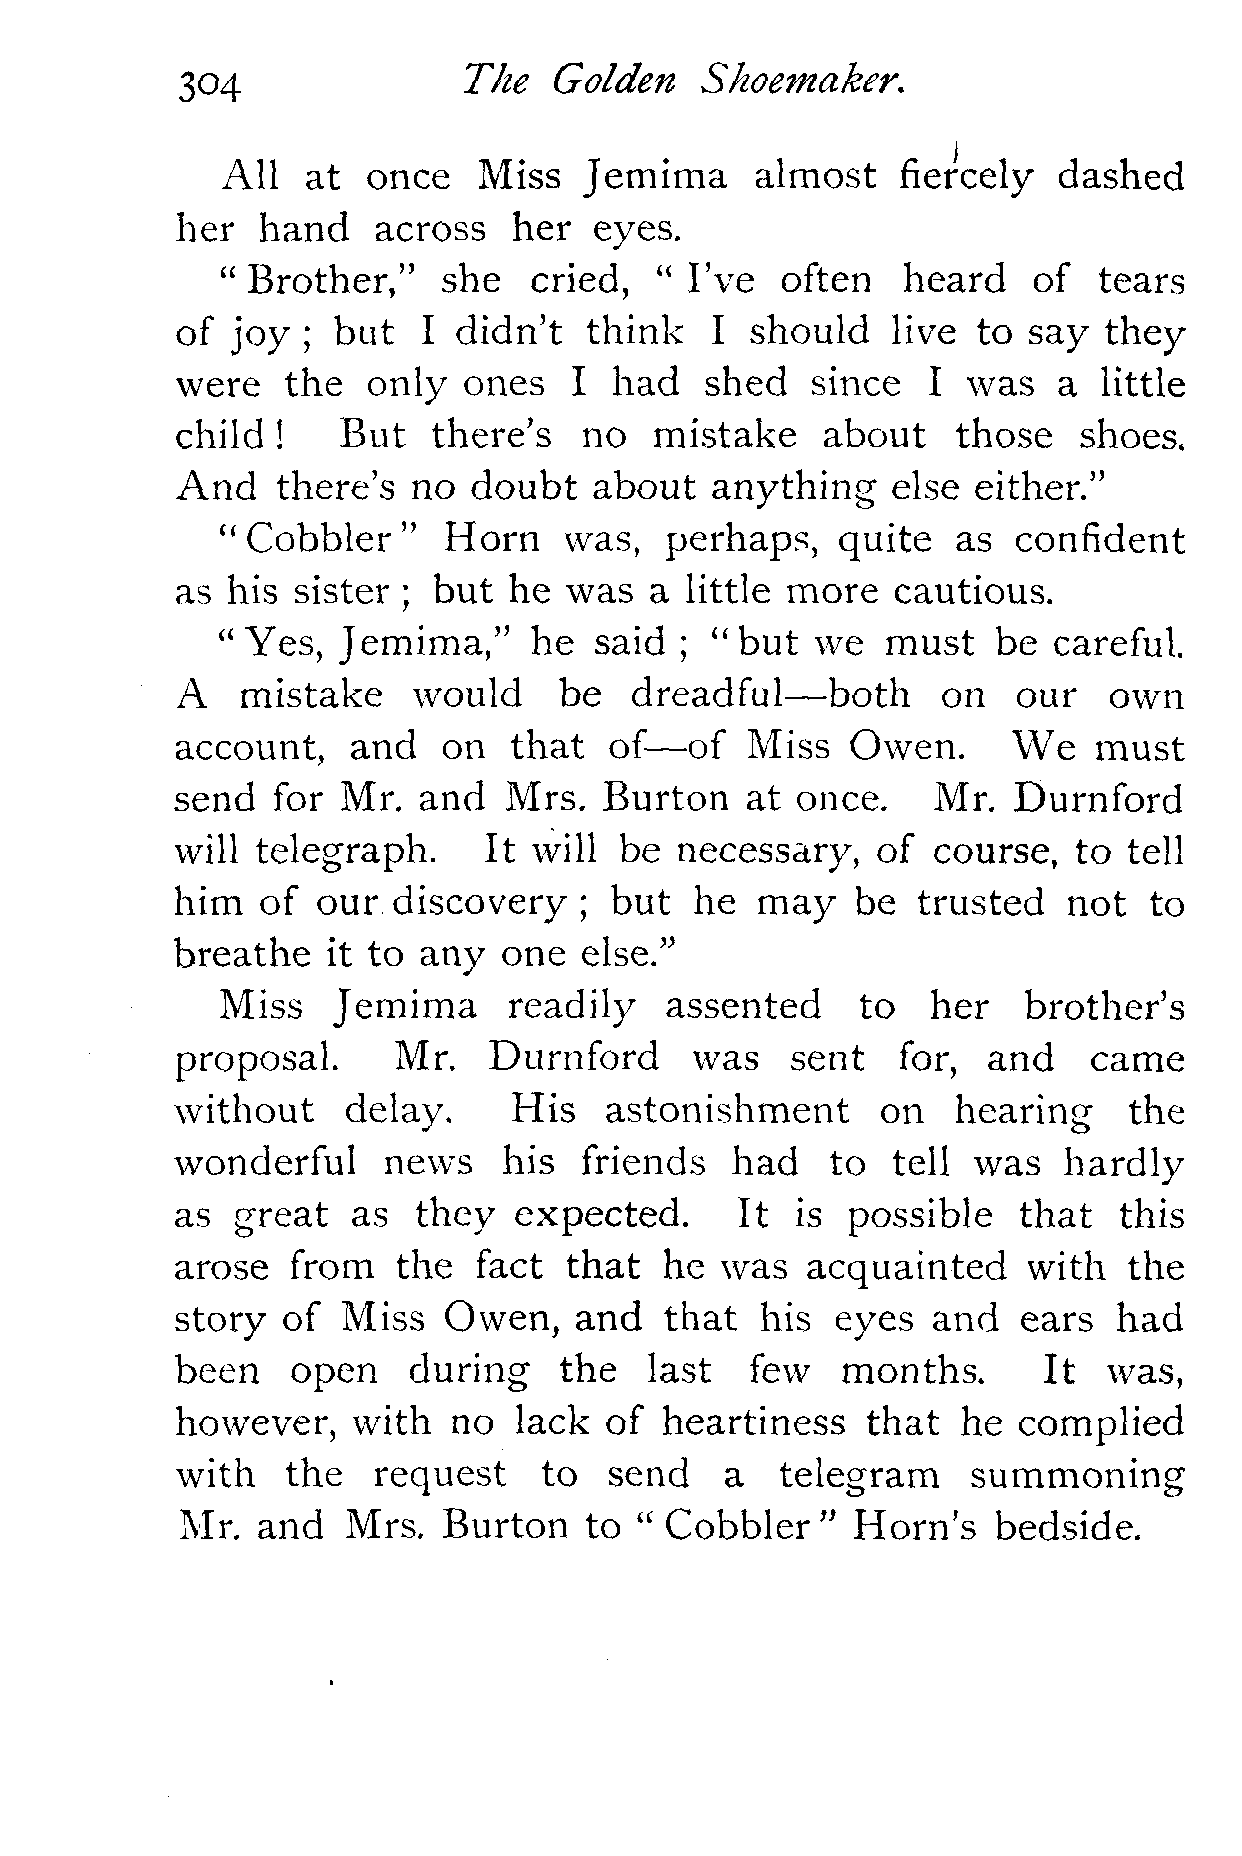 304 The Golden Shoemaker.
All at once Miss Jemima almost fiercely dashed
her hand across her eyes.
“ Brother,” she cried, “ I've often heard of tears
of joy ; but I didn't think I should live to say they
were the only ones I had shed since I was a little
child ! But there's no mistake about those shoes.
And there's no doubt about anything else either.”
“ Cobbler ” Horn was, perhaps, quite as confident
as his sister ; but he was a little more cautious.
“ Yes, Jemima,” he said ; “ but we must be careful.
A mistake would be dreadful—both on our own
account, and on that of—of Miss Owen. We must
send for Mr. and Mrs. Burton at once. Mr. Durnford
will telegraph. It will be necessary, of course, to tell
him of our discovery ; but he may be trusted not to
breathe it to any one else.”
Miss Jemima readily assented to her brother's
proposal. Mr. Durnford was sent for, and came
without delay. His astonishment on hearing the
wonderful news his friends had to tell was hardly
as great as they expected. It is possible that this
arose from the fact that he was acquainted with the
story of Miss Owen, and that his eyes and ears had
been open during the last few months. It was,
however, with no lack of heartiness that he complied
with the request to send a telegram summoning
Mr. and Mrs. Burton to “ Cobbler ” Horn's bedside.